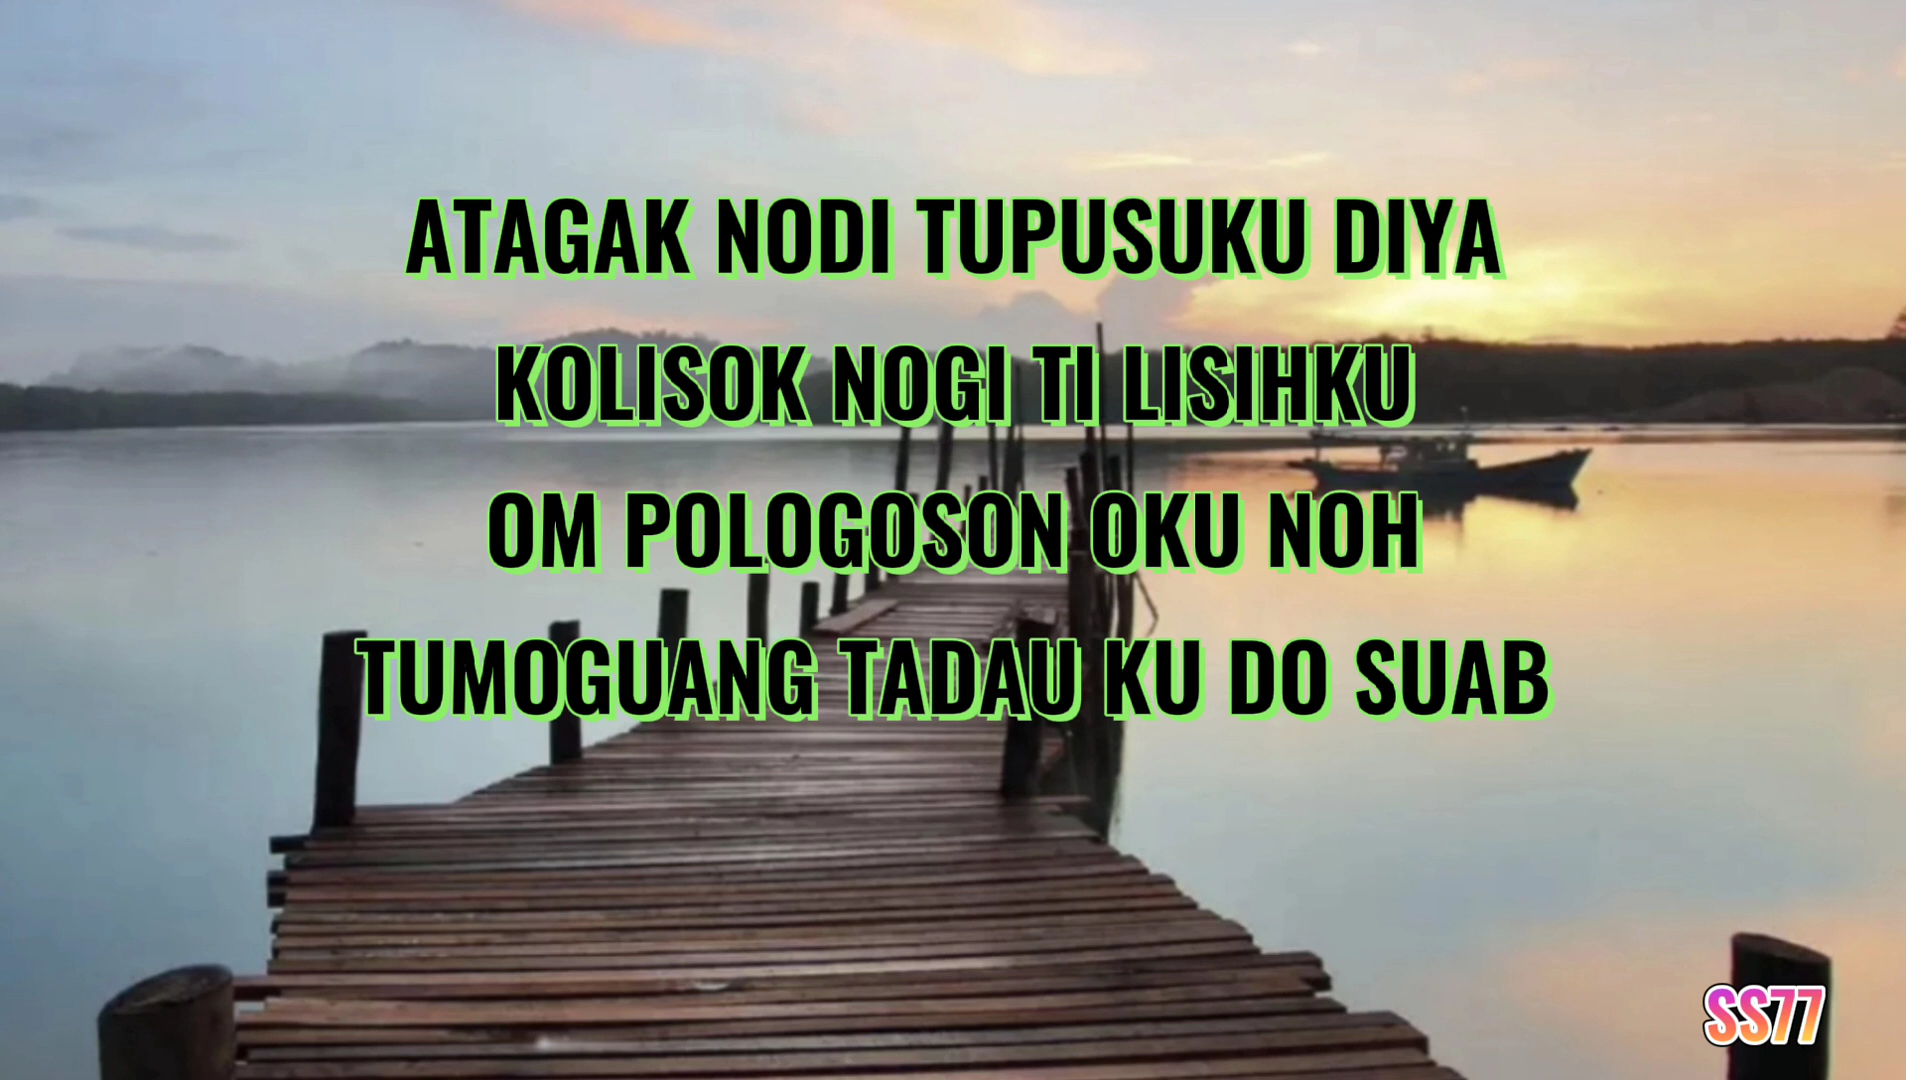 ATAGAK NODI TUPUSUKU DIYA
KOLISOK NOGI TI LISIHKU
OM POLOGOSON OKU NOH
TUMOGUANG TADAU KU DO SUAB
SS77